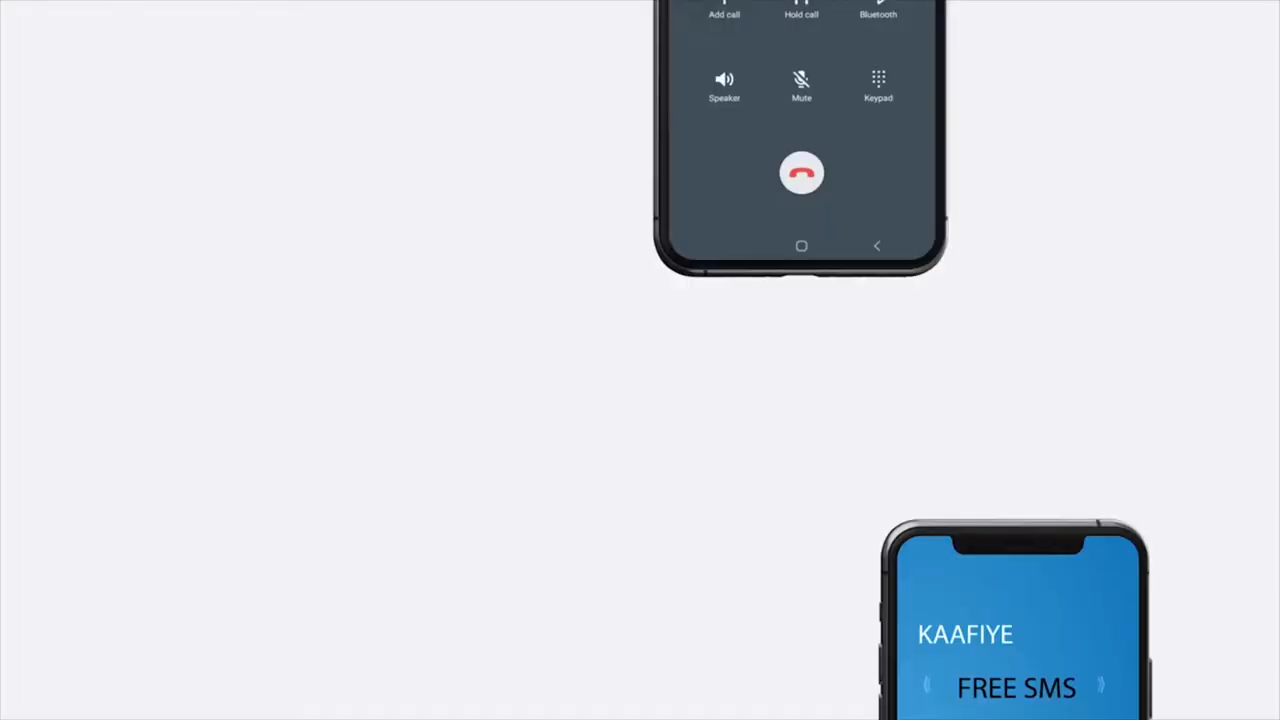 Add call Hold call Bluetooth
Speaker Mute Keypad
KAAFIYE
FREE SMS